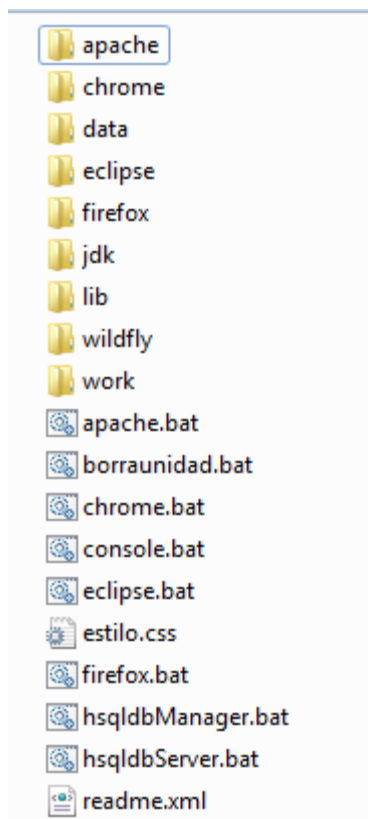 apache
chrome
data
eclipse
firefox
jdk
lib
wildfly
work
apache.bat
borraunidad.bat
chrome.bat
console.bat
eclipse.bat
estilo.css
firefox.bat
hsqldbManager.bat
hsqldbServer.bat
readme.xml